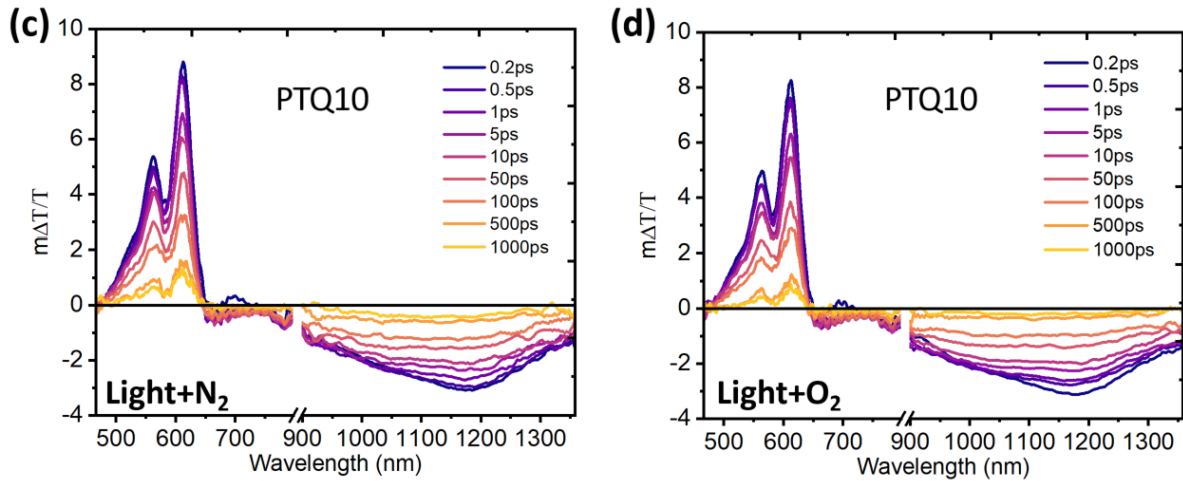 (c)
10
8
6
4
2
0
-2
-4
mΔT/T
PTQ10
0.2ps
0.5ps
1ps
5ps
10ps
50ps
100ps
500ps
1000ps
Light+N₂
500 600 700 900 1000 1100 1200 1300
Wavelength (nm)
(d)
10
8
6
4
2
0
-2
-4
mΔT/T
PTQ10
0.2ps
0.5ps
1ps
5ps
10ps
50ps
100ps
500ps
1000ps
Light+O₂
500 600 700 900 1000 1100 1200 1300
Wavelength (nm)